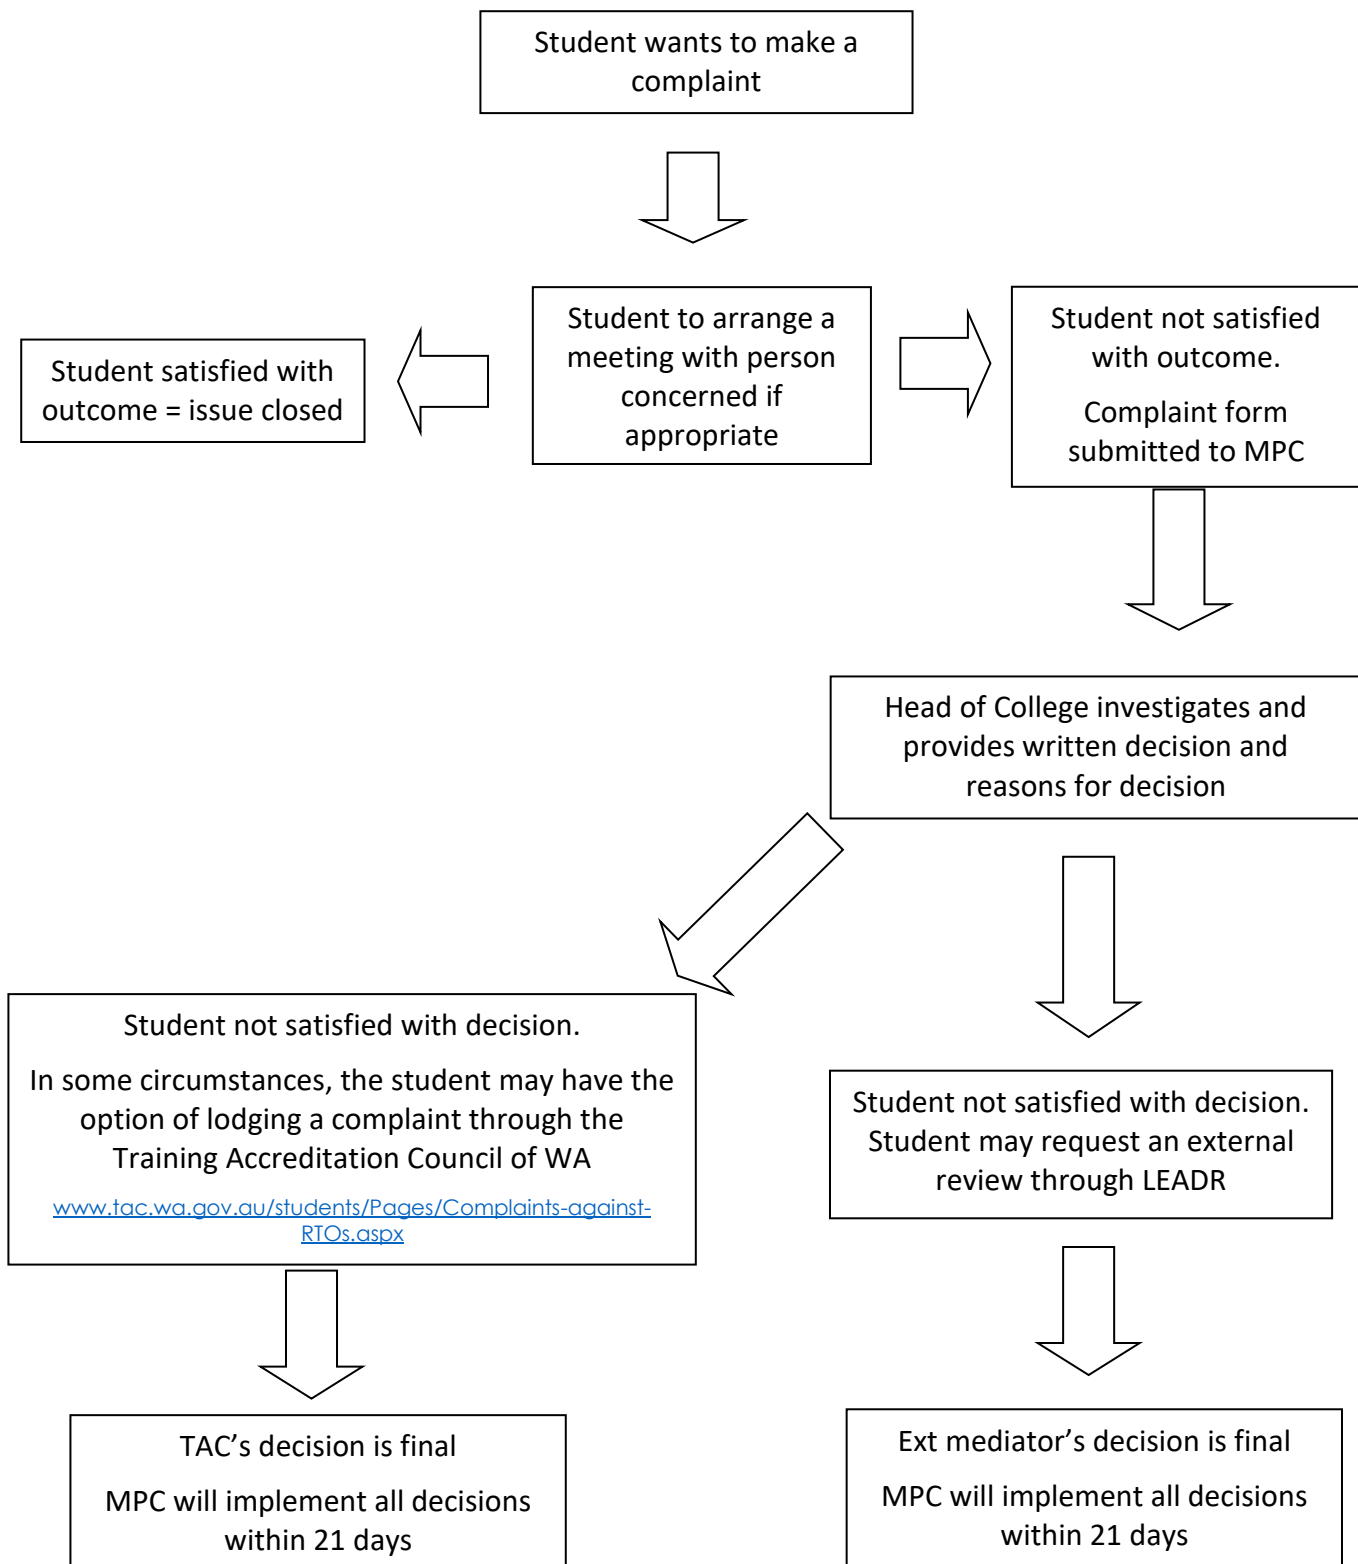 Student wants to make a
complaint
Student satisfied with
outcome = issue closed
Student to arrange a
meeting with person
concerned if
appropriate
Student not satisfied
with outcome.
Complaint form
submitted to MPC
Head of College investigates and
provides written decision and
reasons for decision
Student not satisfied with decision.
In some circumstances, the student may have the
option of lodging a complaint through the
Training Accreditation Council of WA
www.tac.wa.gov.au/students/Pages/Complaints-against-
RTOs.aspx
Student not satisfied with decision.
Student may request an external
review through LEADR
TAC’s decision is final
MPC will implement all decisions
within 21 days
Ext mediator’s decision is final
MPC will implement all decisions
within 21 days